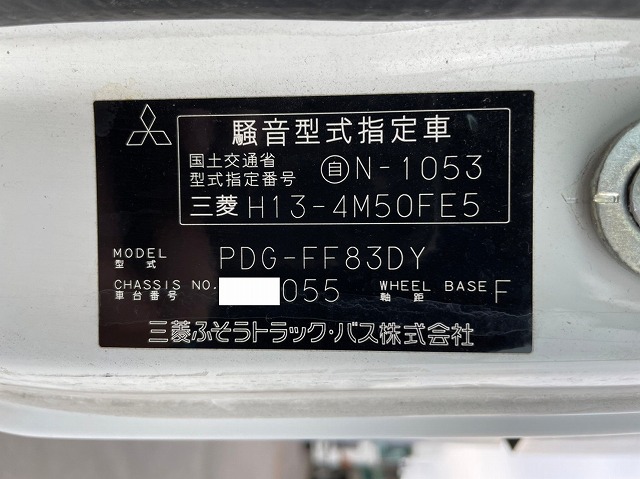 騒音型式指定車
国土交通省
型式指定番号 自N-1053
三菱 H13-4M50FE5
MODEL
型式 PDG-FF83DY
CHASSIS NO. 055 WHEEL BASE F
車台番号 軸距
三菱ふそうトラック・バス株式会社